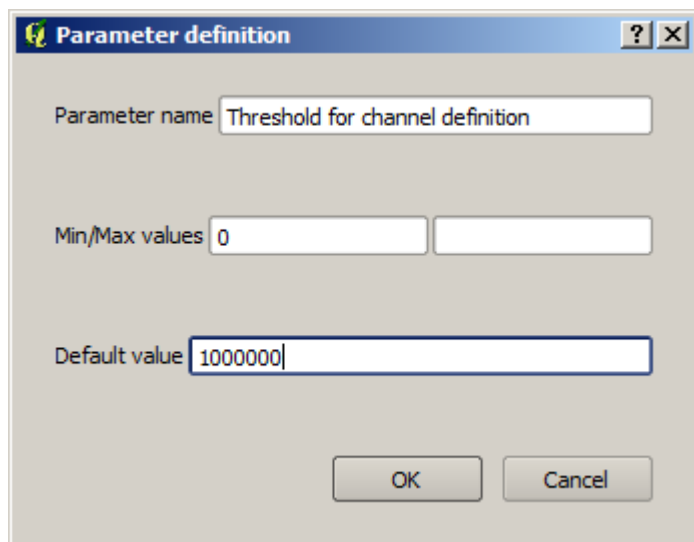 Parameter definition
Parameter name Threshold for channel definition
Min/Max values 0
Default value 1000000
OK Cancel